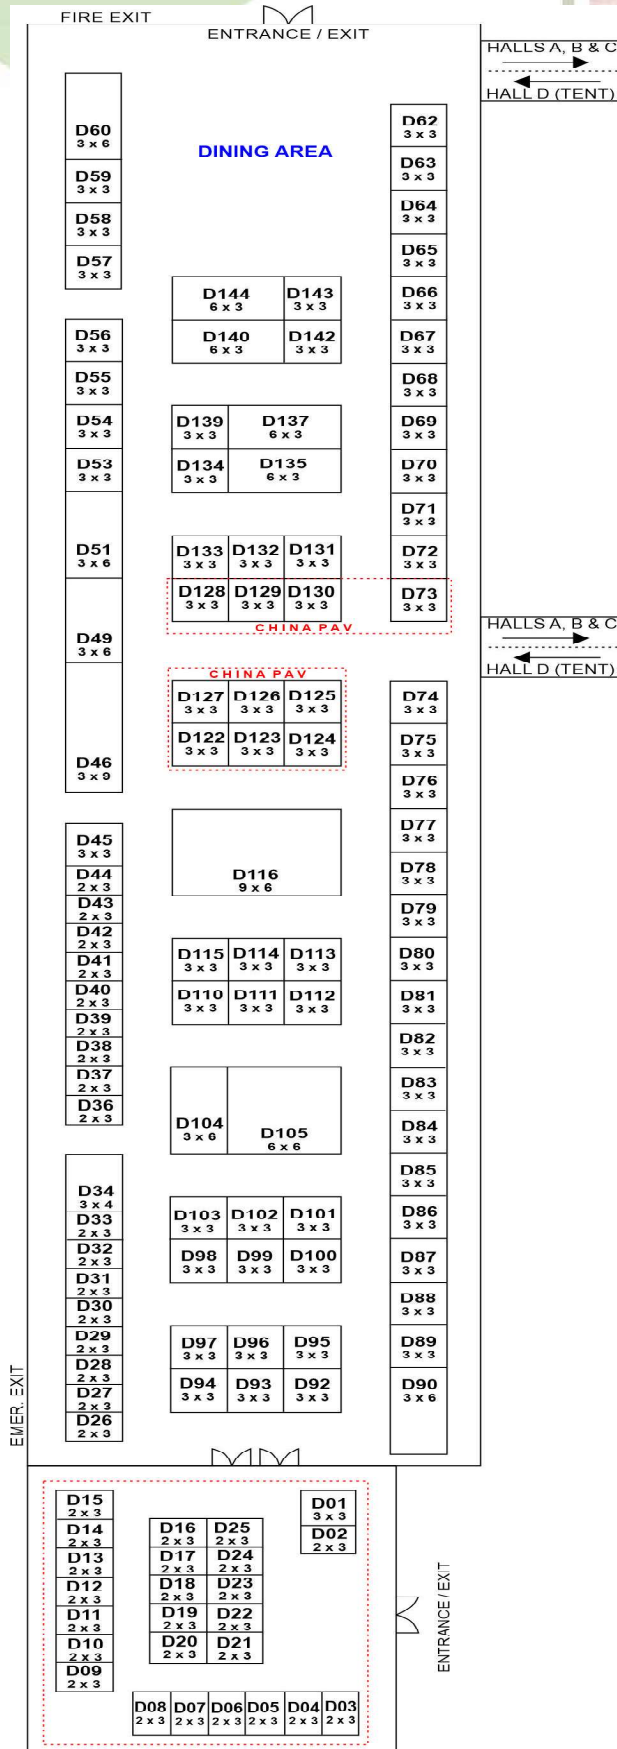 FIRE EXIT
ENTRANCE / EXIT
HALLS A, B & C
HALL D (TENT)
DINING AREA
D60
3 x 6
D59
3 x 3
D58
3 x 3
D57
3 x 3
D56
3 x 3
D55
3 x 3
D54
3 x 3
D53
3 x 3
D51
3 x 6
D49
3 x 6
D46
3 x 9
D45
3 x 3
D44
2 x 3
D43
2 x 3
D42
2 x 3
D41
2 x 3
D40
2 x 3
D39
2 x 3
D38
2 x 3
D37
2 x 3
D36
2 x 3
D34
3 x 4
D33
2 x 3
D32
2 x 3
D31
2 x 3
D30
2 x 3
D29
2 x 3
D28
2 x 3
D27
2 x 3
D26
2 x 3
EMER. EXIT
D144 D143
6 x 3 3 x 3
D140 D142
6 x 3 3 x 3
D139 D137
3 x 3 6 x 3
D134 D135
3 x 3 6 x 3
D133 D132 D131
3 x 3 3 x 3 3 x 3
D128 D129 D130
3 x 3 3 x 3 3 x 3
CHINA PAV
CHINA PAV
D127 D126 D125
3 x 3 3 x 3 3 x 3
D122 D123 D124
3 x 3 3 x 3 3 x 3
D116
9 x 6
D115 D114 D113
3 x 3 3 x 3 3 x 3
D110 D111 D112
3 x 3 3 x 3 3 x 3
D104 D105
3 x 6 6 x 6
D103 D102 D101
3 x 3 3 x 3 3 x 3
D98 D99 D100
3 x 3 3 x 3 3 x 3
D97 D96 D95
3 x 3 3 x 3 3 x 3
D94 D93 D92
3 x 3 3 x 3 3 x 3
D62
3 x 3
D63
3 x 3
D64
3 x 3
D65
3 x 3
D66
3 x 3
D67
3 x 3
D68
3 x 3
D69
3 x 3
D70
3 x 3
D71
3 x 3
D72
3 x 3
D73
3 x 3
HALLS A, B & C
HALL D (TENT)
D74
3 x 3
D75
3 x 3
D76
3 x 3
D77
3 x 3
D78
3 x 3
D79
3 x 3
D80
3 x 3
D81
3 x 3
D82
3 x 3
D83
3 x 3
D84
3 x 3
D85
3 x 3
D86
3 x 3
D87
3 x 3
D88
3 x 3
D89
3 x 3
D90
3 x 6
D15
2 x 3
D14
2 x 3
D13
2 x 3
D12
2 x 3
D11
2 x 3
D10
2 x 3
D09
2 x 3
D16 D25
2 x 3 2 x 3
D17 D24
2 x 3 2 x 3
D18 D23
2 x 3 2 x 3
D19 D22
2 x 3 2 x 3
D20 D21
2 x 3 2 x 3
D01
3 x 3
D02
2 x 3
ENTRANCE / EXIT
D08 D07 D06 D05 D04 D03
2 x 3 2 x 3 2 x 3 2 x 3 2 x 3 2 x 3